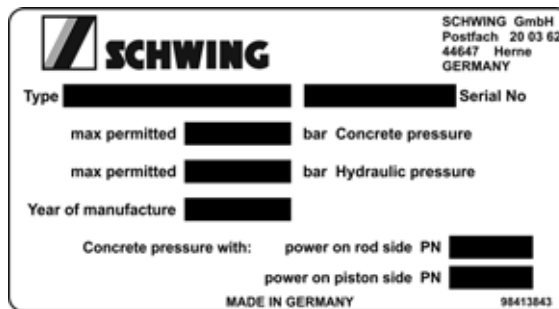 SCHWING
SCHWING GmbH
Postfach 20 03 62
44647 Herne
GERMANY
Type Serial No
max permitted bar Concrete pressure
max permitted bar Hydraulic pressure
Year of manufacture
Concrete pressure with: power on rod side PN
power on piston side PN
MADE IN GERMANY 98413843